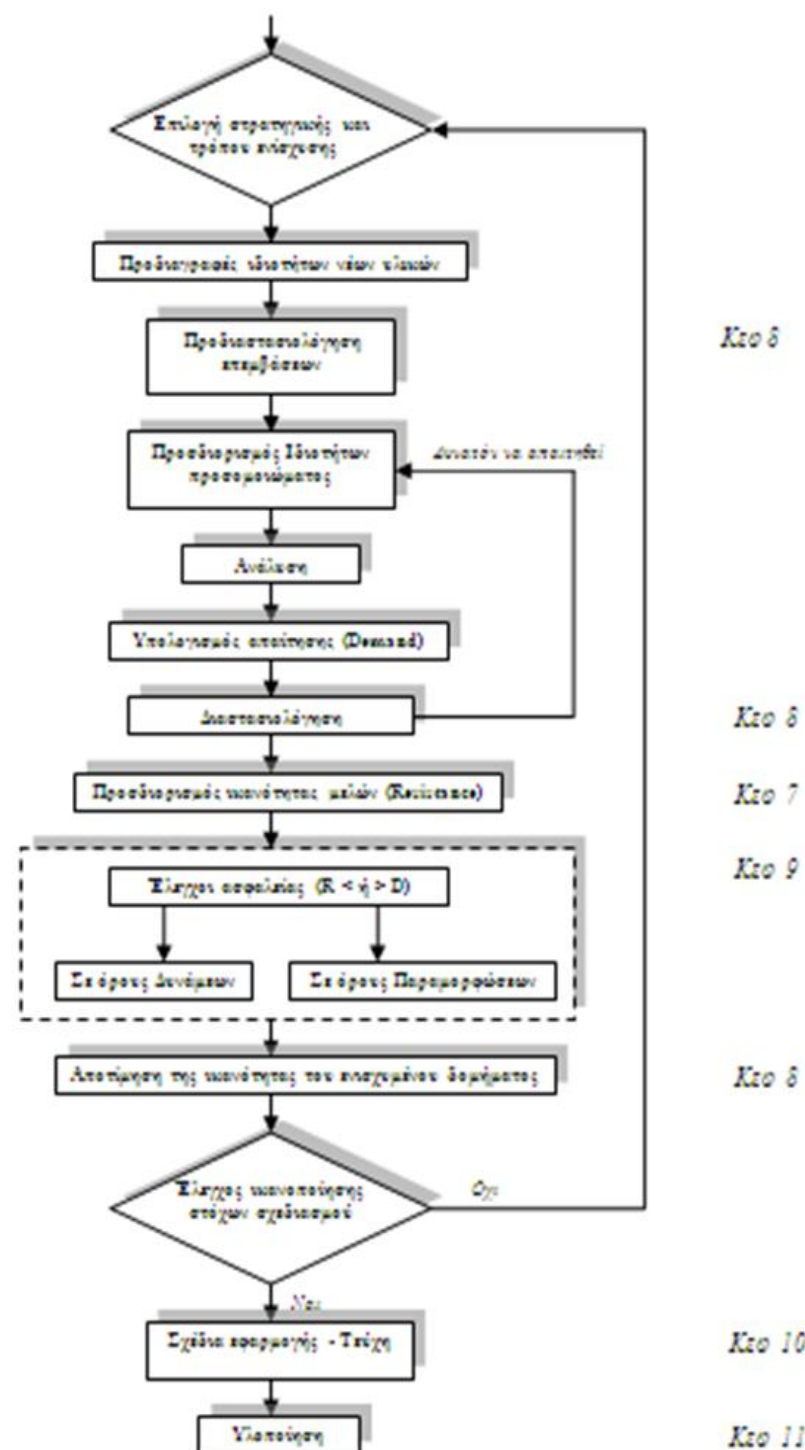 Επιλογή στρατηγικής και
τρόπου ενίσχυσης
Προδιαγραφές ιδιοτήτων νέων υλικών
Προδιαστασιολόγηση
επεμβάσεων
Κεφ 8
Προσδιορισμός Ιδιοτήτων
προσομοιώματος
Δυνατόν να απαιτηθεί
Ανάλυση
Υπολογισμός απαίτησης (Demand)
Διαστασιολόγηση
Κεφ 8
Προσδιορισμός ικανότητας μελών (Resistance)
Κεφ 7
Έλεγχοι ασφαλείας (R < ή > D)
Κεφ 9
Σε όρους Δυνάμεων
Σε όρους Παραμορφώσεων
Αποτίμηση της ικανότητας του ενισχυμένου δομήματος
Κεφ 8
Έλεγχος ικανοποίησης
στόχων σχεδιασμού
Οχι
Ναι
Σχέδια εφαρμογής - Τεύχη
Κεφ 10
Υλοποίηση
Κεφ 11